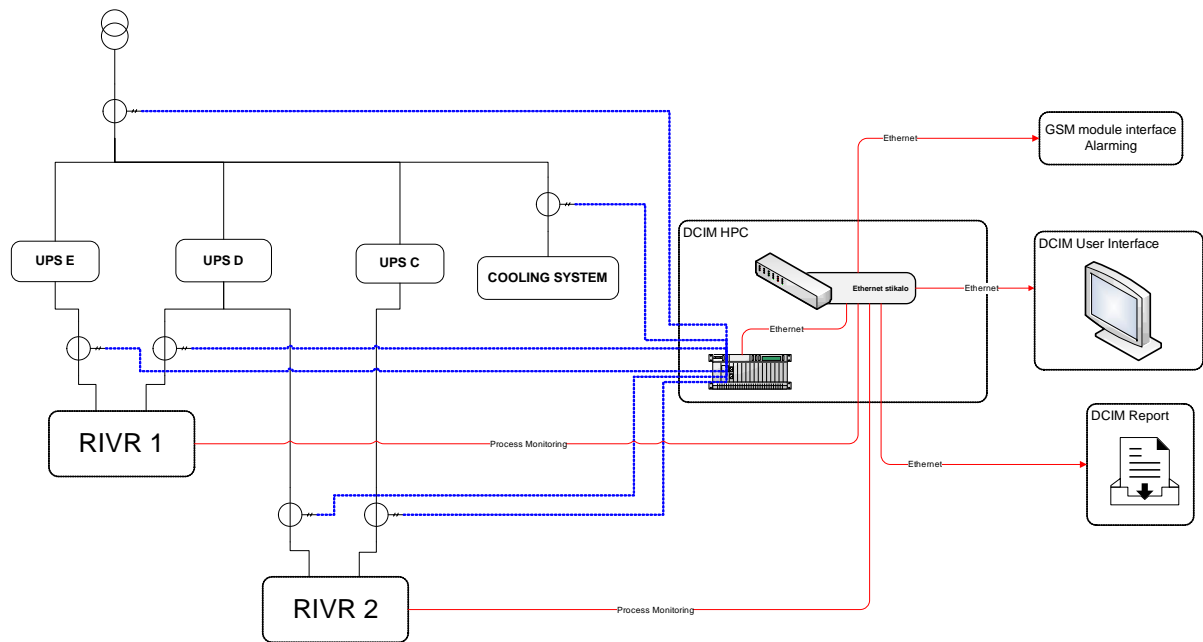 GSM module interface
Alarming
Ethernet
DCIM HPC
DCIM User Interface
UPS E
UPS D
UPS C
COOLING SYSTEM
Ethernet stikalo
Ethernet
Ethernet
DCIM Report
RIVR 1
Process Monitoring
Ethernet
RIVR 2
Process Monitoring